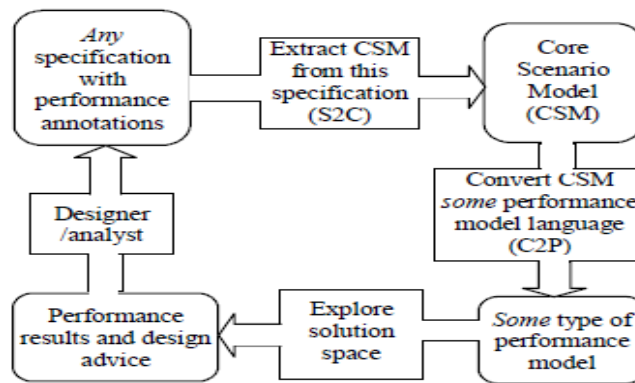 Any
specification
with
performance
annotations
Extract CSM
from this
specification
(S2C)
Core
Scenario
Model
(CSM)
Convert CSM
some performance
model language
(C2P)
Some type of
performance
model
Explore
solution
space
Performance
results and design
advice
Designer
/analyst